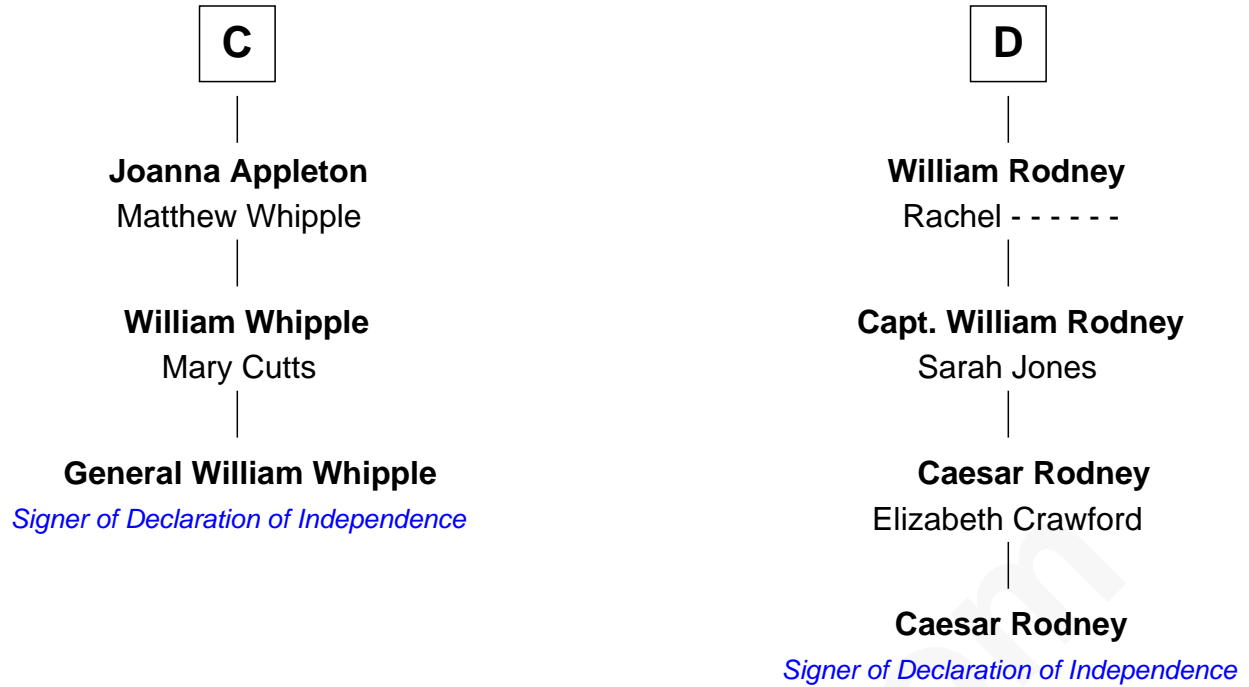 C
Joanna Appleton
Matthew Whipple
William Whipple
Mary Cutts
General William Whipple
Signer of Declaration of Independence
D
William Rodney
Rachel - - - - - -
Capt. William Rodney
Sarah Jones
Caesar Rodney
Elizabeth Crawford
Caesar Rodney
Signer of Declaration of Independence